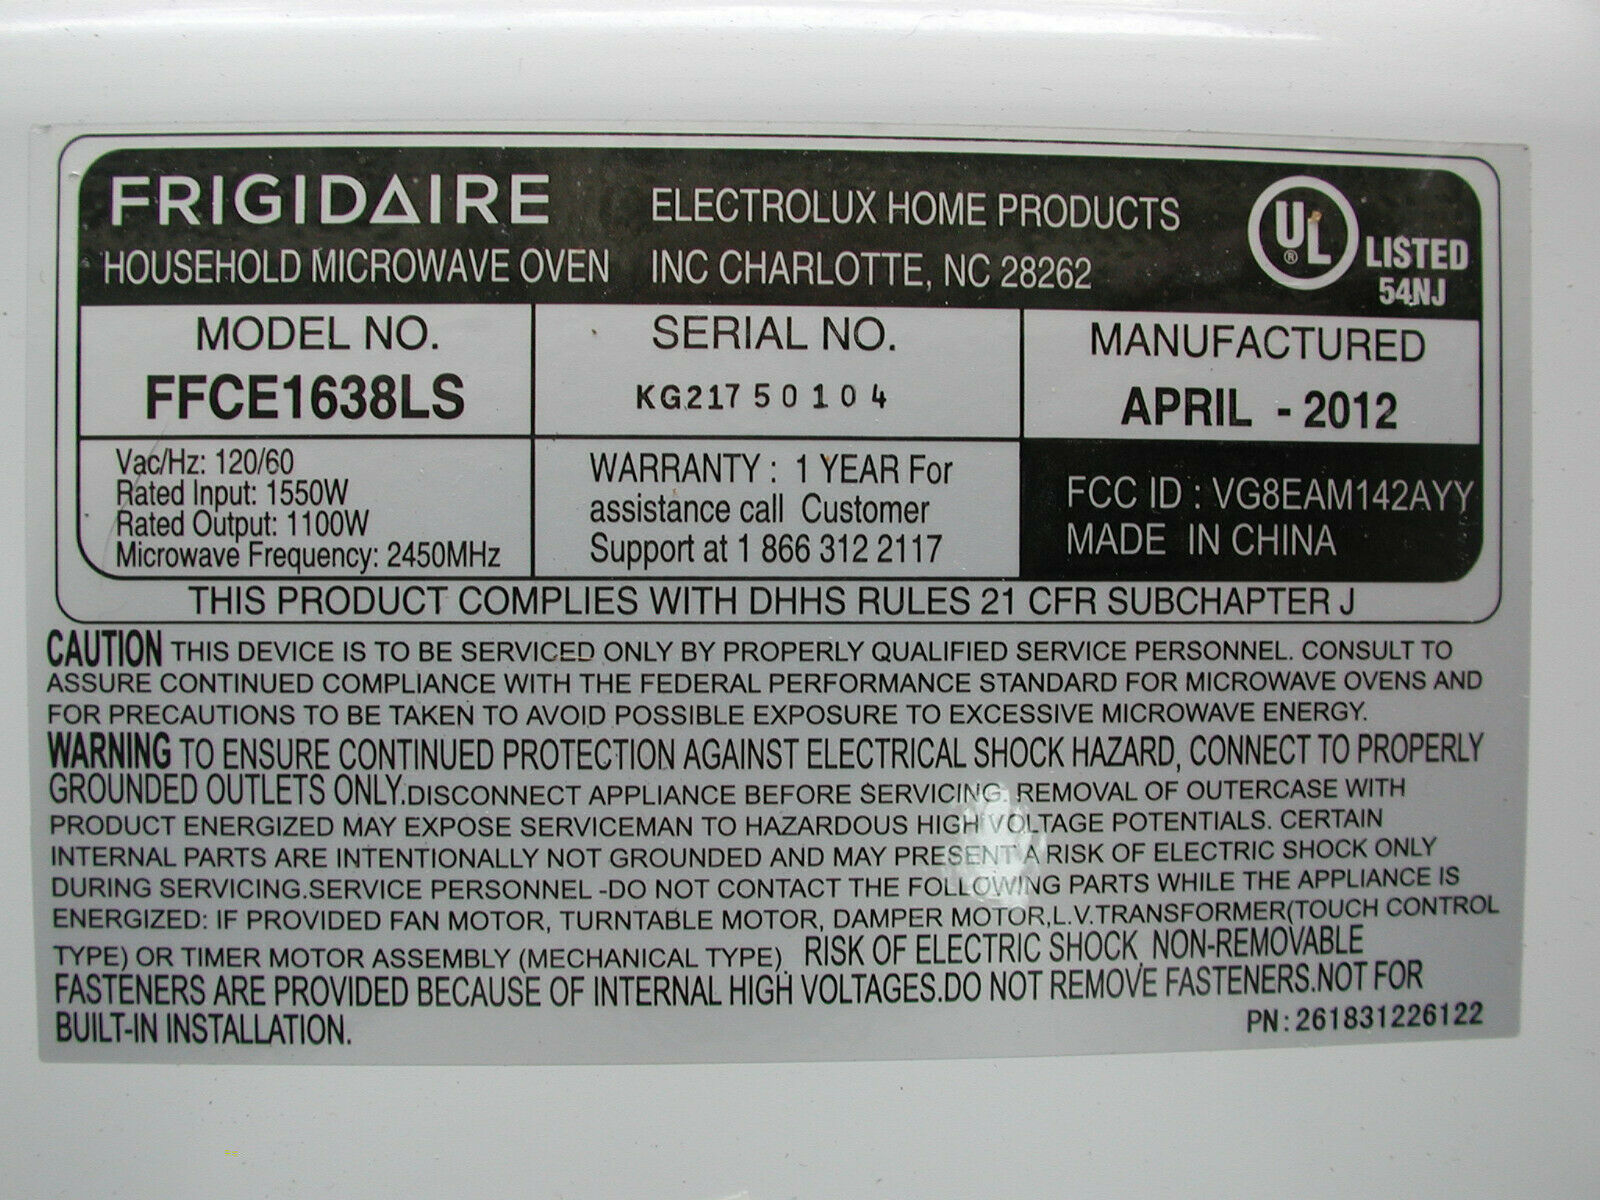 FRIGIDAIRE
HOUSEHOLD MICROWAVE OVEN
ELECTROLUX HOME PRODUCTS
INC CHARLOTTE, NC 28262
UL ®
LISTED
54NJ
MODEL NO.
FFCE1638LS
SERIAL NO.
KG21750104
MANUFACTURED
APRIL - 2012
Vac/Hz: 120/60
Rated Input: 1550W
Rated Output: 1100W
Microwave Frequency: 2450MHz
WARRANTY : 1 YEAR For
assistance call Customer
Support at 1 866 312 2117
FCC ID : VG8EAM142AYY
MADE IN CHINA
THIS PRODUCT COMPLIES WITH DHHS RULES 21 CFR SUBCHAPTER J
CAUTION THIS DEVICE IS TO BE SERVICED ONLY BY PROPERLY QUALIFIED SERVICE PERSONNEL. CONSULT TO
ASSURE CONTINUED COMPLIANCE WITH THE FEDERAL PERFORMANCE STANDARD FOR MICROWAVE OVENS AND
FOR PRECAUTIONS TO BE TAKEN TO AVOID POSSIBLE EXPOSURE TO EXCESSIVE MICROWAVE ENERGY.
WARNING TO ENSURE CONTINUED PROTECTION AGAINST ELECTRICAL SHOCK HAZARD, CONNECT TO PROPERLY
GROUNDED OUTLETS ONLY.DISCONNECT APPLIANCE BEFORE SERVICING. REMOVAL OF OUTERCASE WITH
PRODUCT ENERGIZED MAY EXPOSE SERVICEMAN TO HAZARDOUS HIGH VOLTAGE POTENTIALS. CERTAIN
INTERNAL PARTS ARE INTENTIONALLY NOT GROUNDED AND MAY PRESENT A RISK OF ELECTRIC SHOCK ONLY
DURING SERVICING.SERVICE PERSONNEL -DO NOT CONTACT THE FOLLOWING PARTS WHILE THE APPLIANCE IS
ENERGIZED: IF PROVIDED FAN MOTOR, TURNTABLE MOTOR, DAMPER MOTOR,L.V.TRANSFORMER(TOUCH CONTROL
TYPE) OR TIMER MOTOR ASSEMBLY (MECHANICAL TYPE). RISK OF ELECTRIC SHOCK. NON-REMOVABLE
FASTENERS ARE PROVIDED BECAUSE OF INTERNAL HIGH VOLTAGES.DO NOT REMOVE FASTENERS.NOT FOR
BUILT-IN INSTALLATION.
PN:261831226122